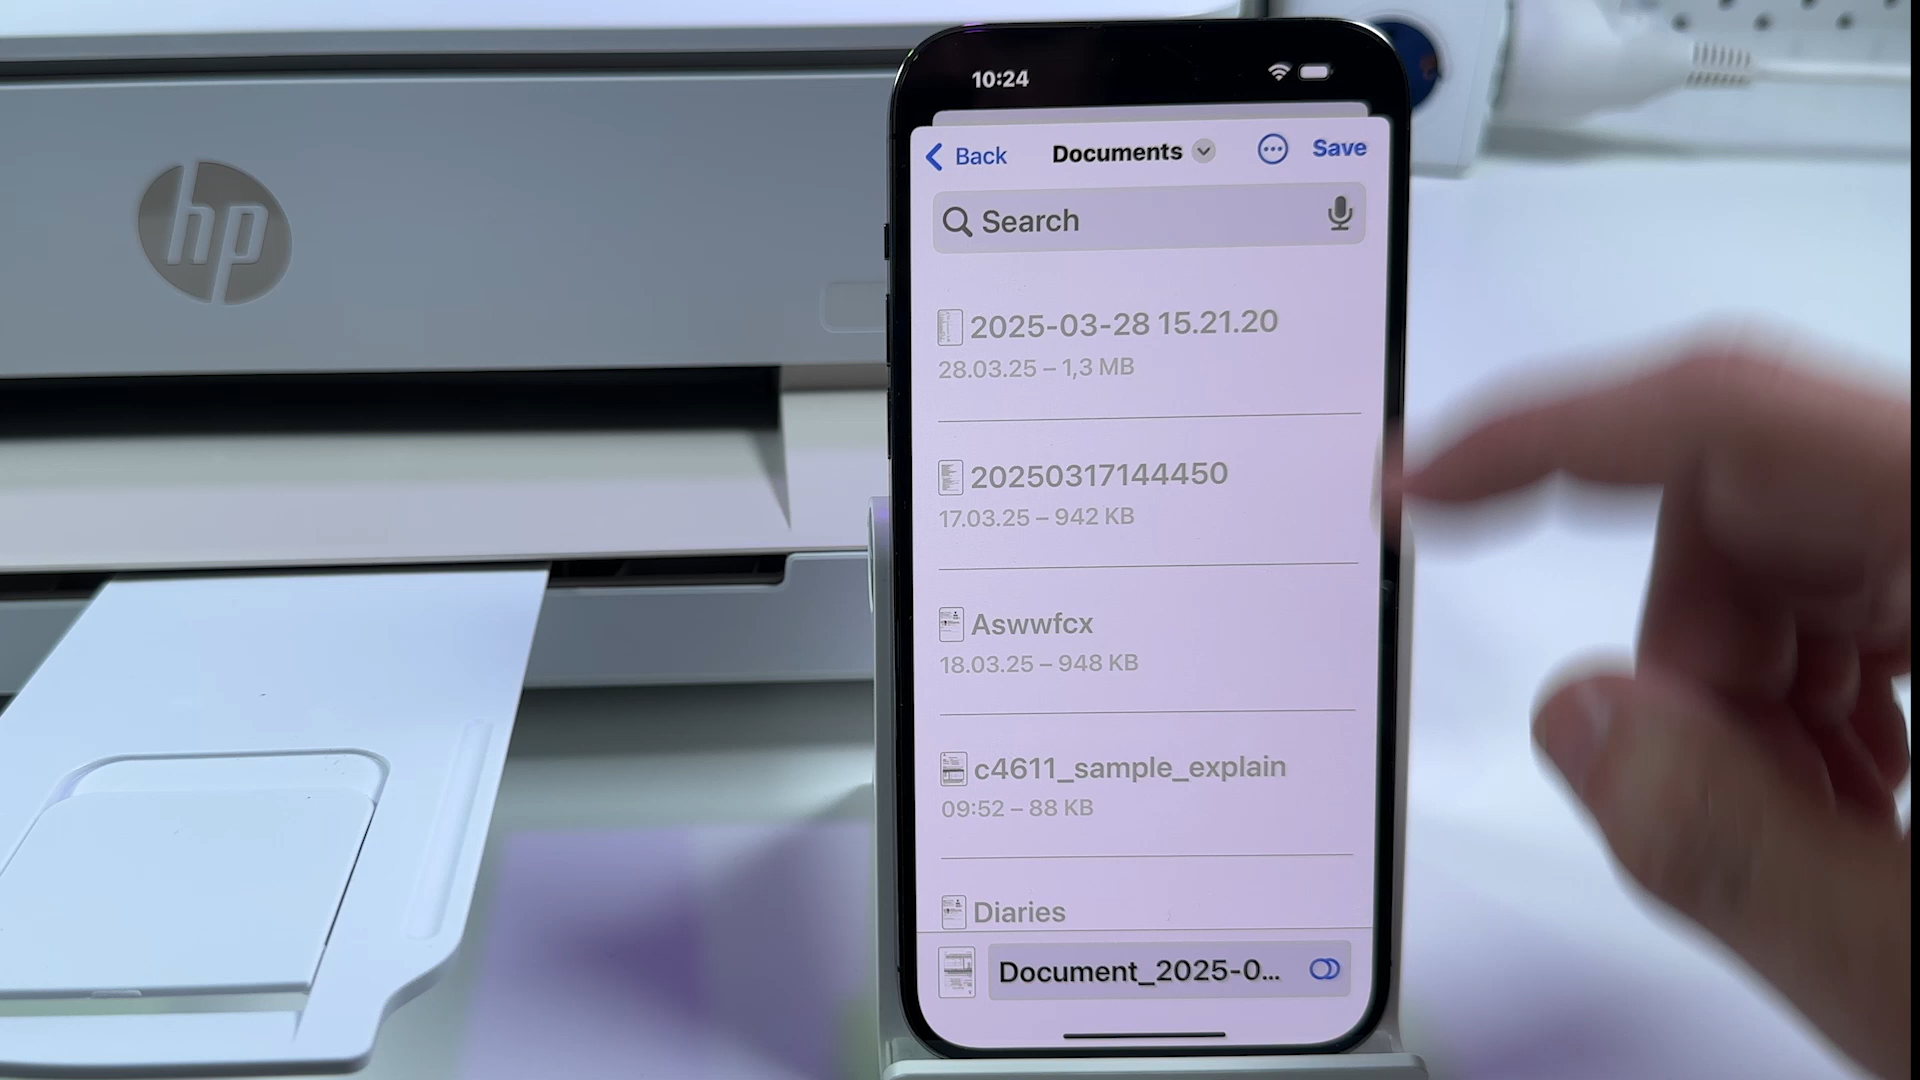 hp
10:24
Back
Documents
Save
Search
2025-03-28 15.21.20
28.03.25 – 1,3 MB
20250317144450
17.03.25 – 942 KB
Aswwfcx
18.03.25 – 948 KB
c4611_sample_explain
09:52 – 88 KB
Diaries
Document_2025-0...